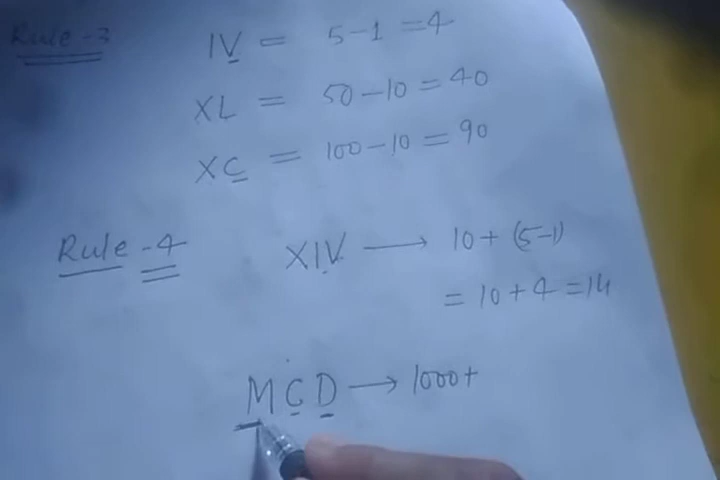 Rule-3 IV = 5-1 = 4
XL = 50-10 = 40
XC = 100-10 = 90
Rule-4 XIV → 10+(5-1)
= 10+4 = 14
MCD → 1000+